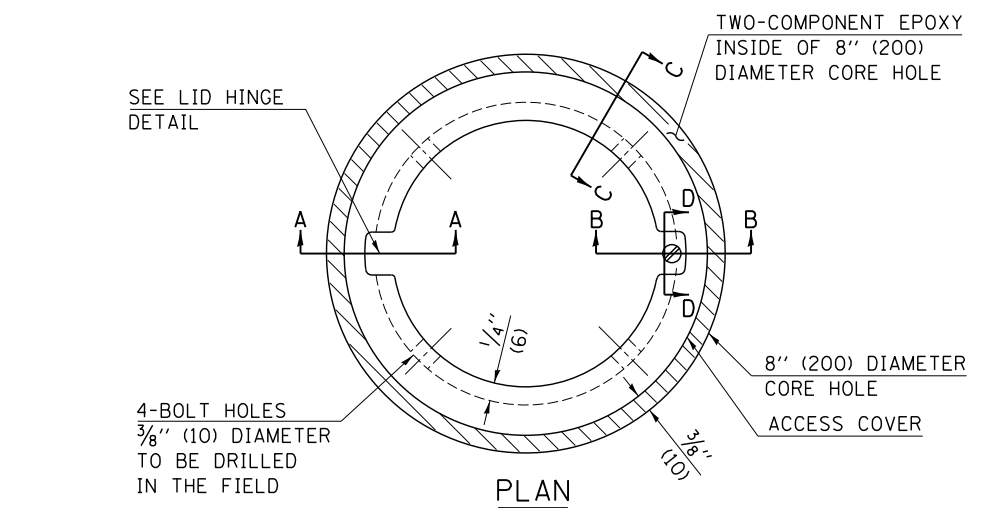 TWO-COMPONENT EPOXY
INSIDE OF 8" (200)
DIAMETER CORE HOLE
SEE LID HINGE
DETAIL
C
C
A
A
B
B
D
D
1/4"
(6)
8" (200) DIAMETER
CORE HOLE
ACCESS COVER
4-BOLT HOLES
3/8" (10) DIAMETER
TO BE DRILLED
IN THE FIELD
3/8"
(10)
PLAN